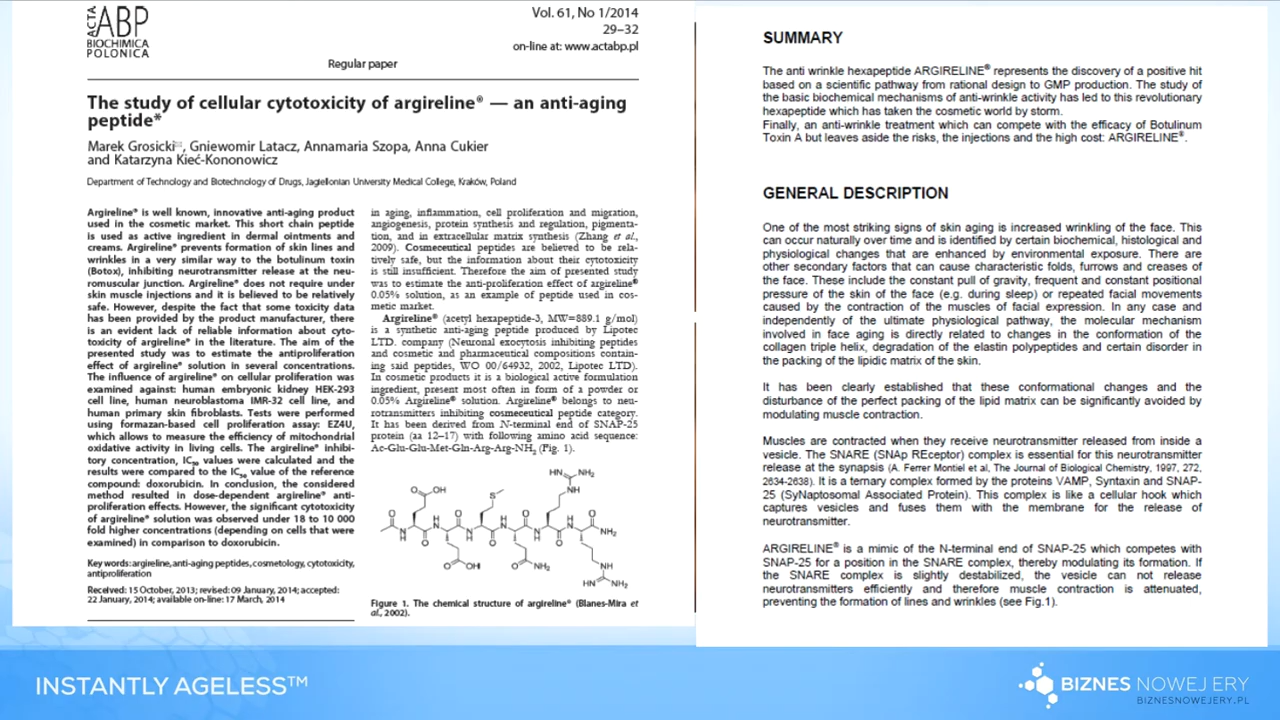 ACTA
ABP
BIOCHIMICA
POLONICA
Vol. 61, No 1/2014
29–32
on-line at: www.actabp.pl
Regular paper
The study of cellular cytotoxicity of argireline® — an anti-aging
peptide*
Marek Grosicki, Gniewomir Latacz, Annamaria Szopa, Anna Cukier
and Katarzyna Kieć-Kononowicz
Department of Technology and Biotechnology of Drugs, Jagiellonian University Medical College, Kraków, Poland
Argireline® is well known, innovative anti-aging product
used in the cosmetic market. This short chain peptide
is used as active ingredient in dermal ointments and
creams. Argireline® prevents formation of skin lines and
wrinkles in a very similar way to the botulinum toxin
(Botox), inhibiting neurotransmitter release at the neu-
romuscular junction. Argireline® does not require under
skin muscle injections and it is believed to be relatively
safe. However, despite the fact that some toxicity data
has been provided by the product manufacturer, there
is an evident lack of reliable information about cyto-
toxicity of argireline® in the literature. The aim of the
presented study was to estimate the antiproliferation
effect of argireline® solution in several concentrations.
The influence of argireline® on cellular proliferation was
examined against: human embryonic kidney HEK-293
cell line, human neuroblastoma IMR-32 cell line, and
human primary skin fibroblasts. Tests were performed
using formazan-based cell proliferation assay: EZ4U,
which allows to measure the efficiency of mitochondrial
oxidative activity in living cells. The argireline® inhibi-
tory concentration, IC50 values were calculated and the
results were compared to the IC50 value of the reference
compound: doxorubicin. In conclusion, the considered
method resulted in dose-dependent argireline® anti-
proliferation effects. However, the significant cytotoxicity
of argireline® solution was observed under 18 to 10 000
fold higher concentrations (depending on cells that were
examined) in comparison to doxorubicin.
Key words: argireline, anti-aging peptides, cosmetology, cytotoxicity,
antiproliferation
Received: 15 October, 2013; revised: 09 January, 2014; accepted:
22 January, 2014; available on-line: 17 March, 2014
in aging, inflammation, cell proliferation and migration,
angiogenesis, protein synthesis and regulation, pigmenta-
tion, and in extracellular matrix synthesis (Zhang et al.,
2009). Cosmeceutical peptides are believed to be rela-
tively safe, but the information about their cytotoxicity
is still insufficient. Therefore the aim of presented study
was to estimate the anti-proliferation effect of argireline®
0.05% solution, as an example of peptide used in cos-
metic market.
Argireline® (acetyl hexapeptide-3, MW=889.1 g/mol)
is a synthetic anti-aging peptide produced by Lipotec
LTD. company (Neuronal exocytosis inhibiting peptides
and cosmetic and pharmaceutical compositions contain-
ing said peptides, WO 00/64932, 2002, Lipotec LTD).
In cosmetic products it is a biological active formulation
ingredient, present most often in form of a powder or
0.05% Argireline® solution. Argireline® belongs to neu-
rotransmitters inhibiting cosmeceutical peptide category.
It has been derived from N-terminal end of SNAP-25
protein (aa 12–17) with following amino acid sequence:
Ac-Glu-Glu-Met-Gln-Arg-Arg-NH2 (Fig. 1).
Figure 1. The chemical structure of argireline® (Blanes-Mira et
al., 2002).
SUMMARY
The anti wrinkle hexapeptide ARGIRELINE® represents the discovery of a positive hit
based on a scientific pathway from rational design to GMP production. The study of
the basic biochemical mechanisms of anti-wrinkle activity has led to this revolutionary
hexapeptide which has taken the cosmetic world by storm.
Finally, an anti-wrinkle treatment which can compete with the efficacy of Botulinum
Toxin A but leaves aside the risks, the injections and the high cost: ARGIRELINE®.
GENERAL DESCRIPTION
One of the most striking signs of skin aging is increased wrinkling of the face. This
can occur naturally over time and is identified by certain biochemical, histological and
physiological changes that are enhanced by environmental exposure. There are
other secondary factors that can cause characteristic folds, furrows and creases of
the face. These include the constant pull of gravity, frequent and constant positional
pressure of the skin of the face (e.g. during sleep) or repeated facial movements
caused by the contraction of the muscles of facial expression. In any case and
independently of the ultimate physiological pathway, the molecular mechanism
involved in face aging is directly related to changes in the conformation of the
collagen triple helix, degradation of the elastin polypeptides and certain disorder in
the packing of the lipidic matrix of the skin.
It has been clearly established that these conformational changes and the
disturbance of the perfect packing of the lipid matrix can be significantly avoided by
modulating muscle contraction.
Muscles are contracted when they receive neurotransmitter released from inside a
vesicle. The SNARE (SNAp REceptor) complex is essential for this neurotransmitter
release at the synapsis (A. Ferrer Montiel et al, The Journal of Biological Chemistry, 1997, 272,
2634-2638). It is a ternary complex formed by the proteins VAMP, Syntaxin and SNAP-
25 (SyNaptosomal Associated Protein). This complex is like a cellular hook which
captures vesicles and fuses them with the membrane for the release of
neurotransmitter.
ARGIRELINE® is a mimic of the N-terminal end of SNAP-25 which competes with
SNAP-25 for a position in the SNARE complex, thereby modulating its formation. If
the SNARE complex is slightly destabilized, the vesicle can not release
neurotransmitters efficiently and therefore muscle contraction is attenuated,
preventing the formation of lines and wrinkles (see Fig.1).
INSTANTLY AGELESS™
BIZNES NOWEJ ERY
BIZNESNOWEJERY.PL